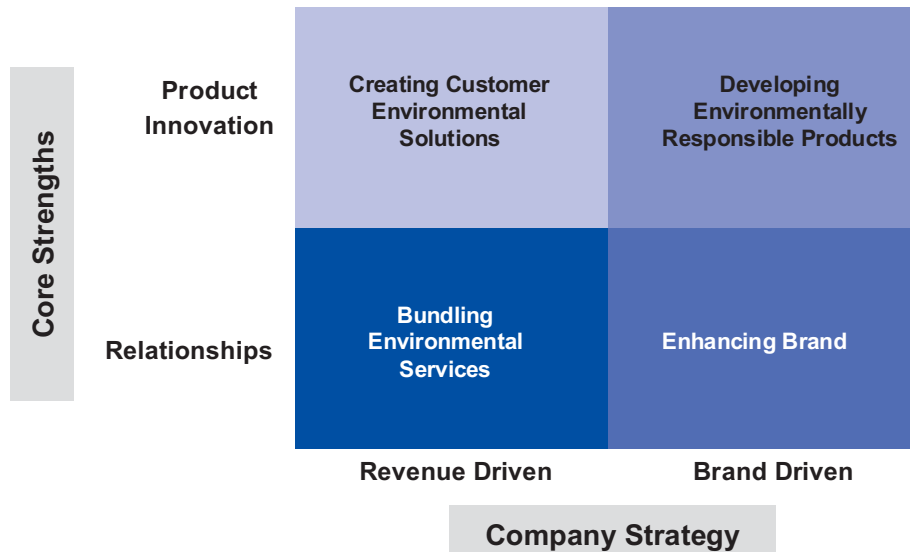 Core Strengths
Product
Innovation
Creating Customer
Environmental
Solutions
Developing
Environmentally
Responsible Products
Relationships
Bundling
Environmental
Services
Enhancing Brand
Revenue Driven
Brand Driven
Company Strategy